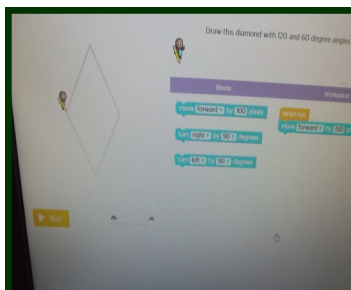 Draw this diamond with 120 and 60 degree angles
Blocks
Workspace
move forward by 100 pixels
when run
move forward by
turn right by 90 degrees
turn left by 90 degrees
Run